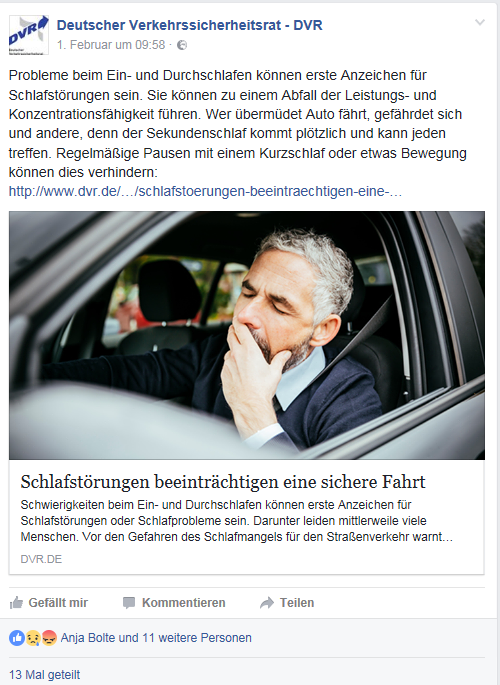 DVR
Deutscher
Verkehrssicherheitsrat
Deutscher Verkehrssicherheitsrat - DVR
1. Februar um 09:58 ·
Probleme beim Ein- und Durchschlafen können erste Anzeichen für
Schlafstörungen sein. Sie können zu einem Abfall der Leistungs- und
Konzentrationsfähigkeit führen. Wer übermüdet Auto fährt, gefährdet sich
und andere, denn der Sekundenschlaf kommt plötzlich und kann jeden
treffen. Regelmäßige Pausen mit einem Kurzschlaf oder etwas Bewegung
können dies verhindern:
http://www.dvr.de/…/schlafstoerungen-beeintraechtigen-eine-…
Schlafstörungen beeinträchtigen eine sichere Fahrt
Schwierigkeiten beim Ein- und Durchschlafen können erste Anzeichen für
Schlafstörungen oder Schlafprobleme sein. Darunter leiden mittlerweile viele
Menschen. Vor den Gefahren des Schlafmangels für den Straßenverkehr warnt…
DVR.DE
Gefällt mir Kommentieren Teilen
Anja Bolte und 11 weitere Personen
13 Mal geteilt